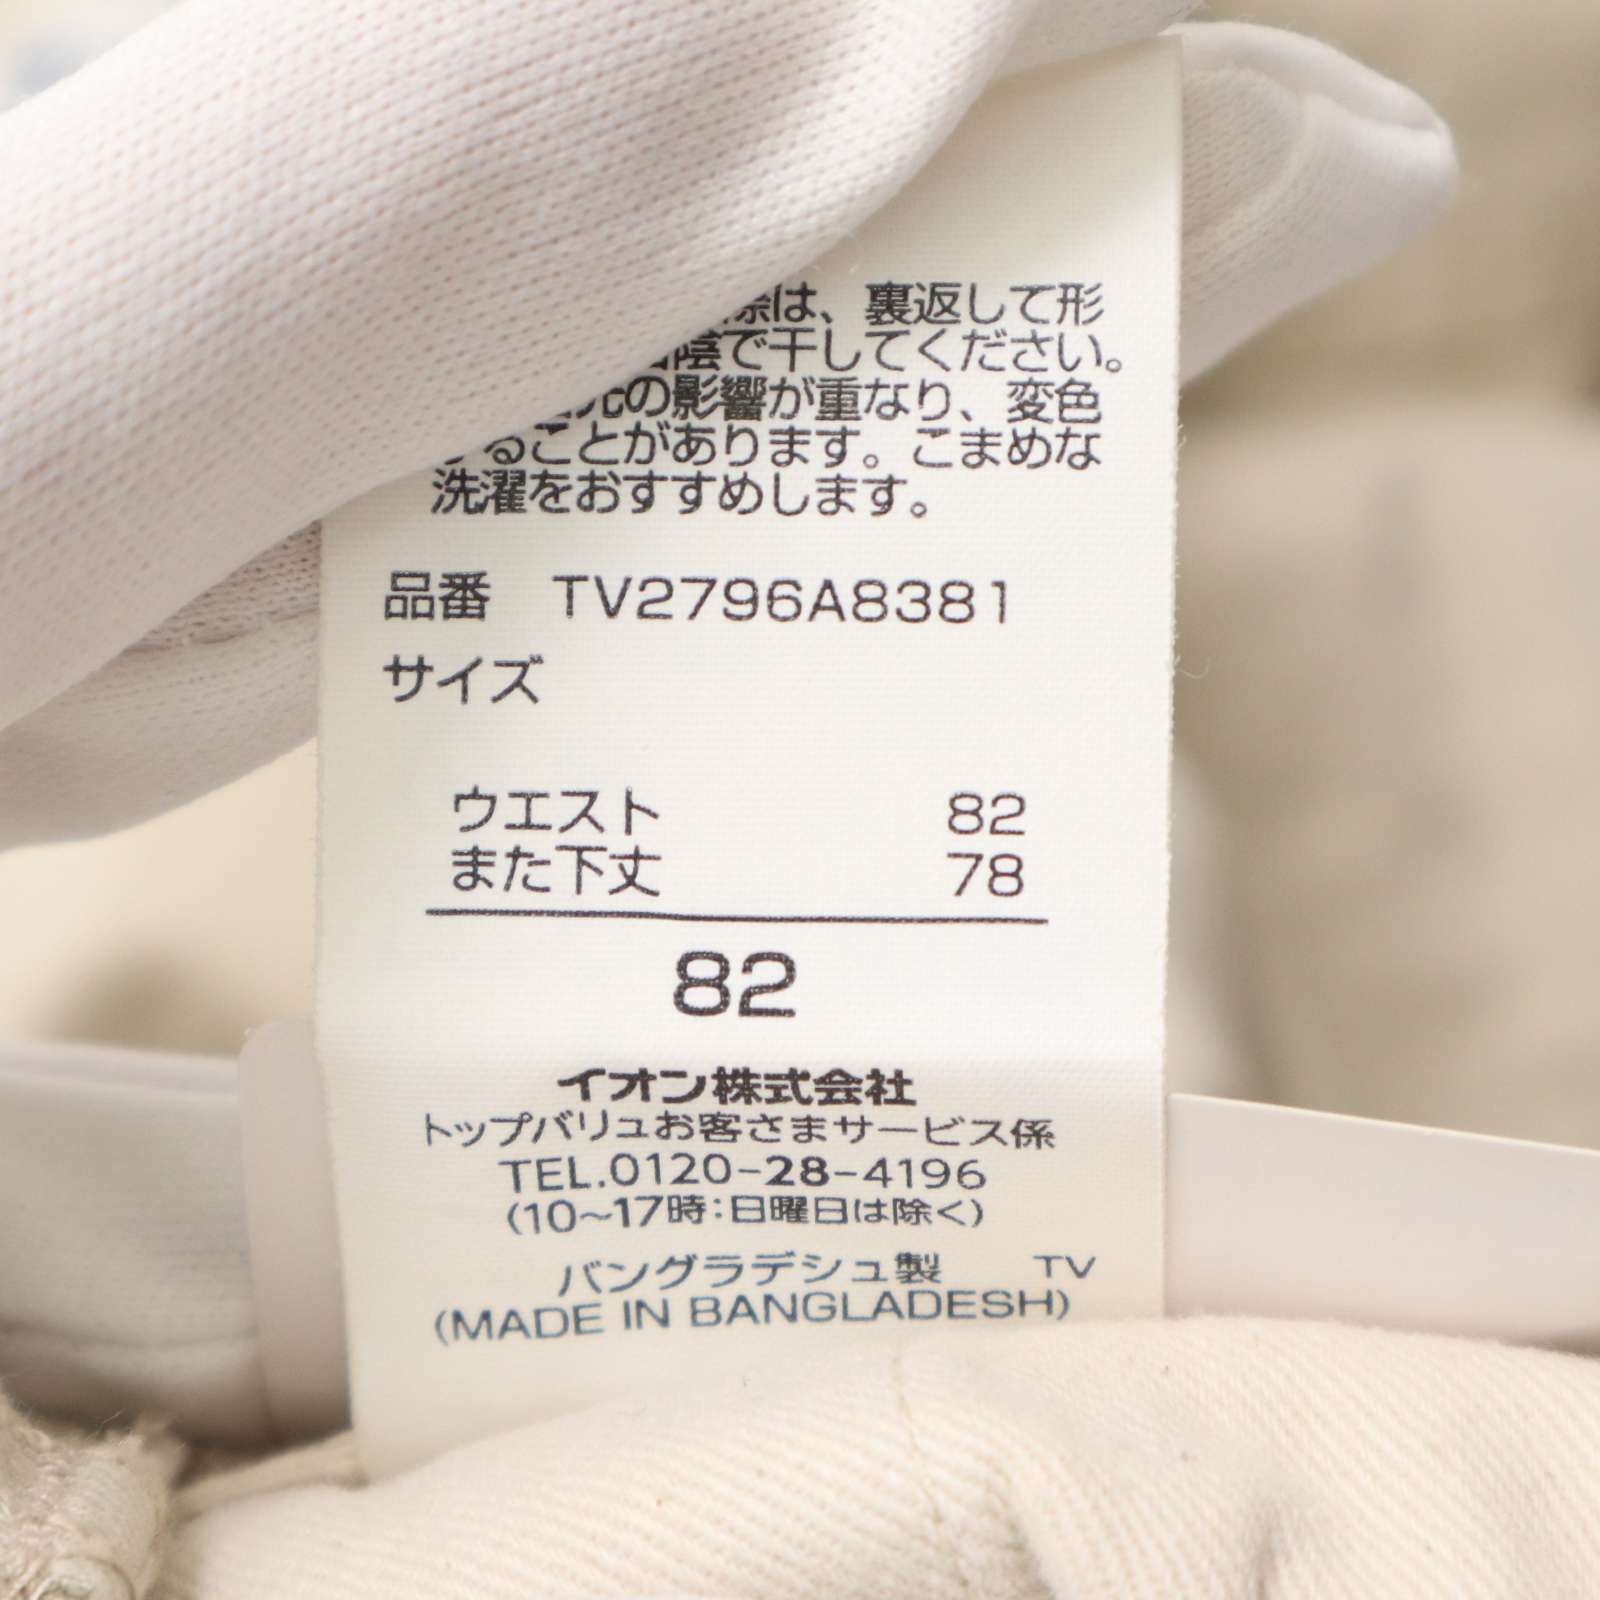 際は、裏返して形
陰で干してください。
の影響が重なり、変色
することがあります。こまめな
洗濯をおすすめします。
品番 TV2796A8381
サイズ
ウエスト 82
また下丈 78
82
イオン株式会社
トップバリュお客さまサービス係
TEL.0120-28-4196
(10~17時:日曜日は除く)
バングラデシュ製 TV
(MADE IN BANGLADESH)